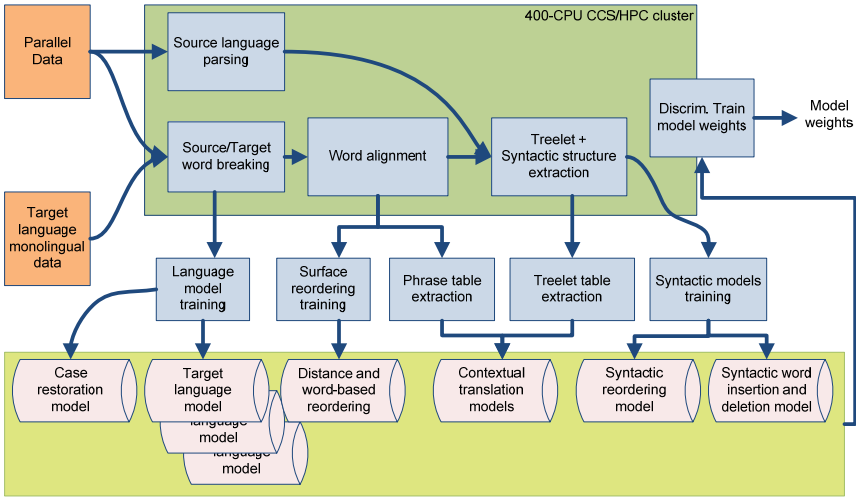 400-CPU CCS/HPC cluster
Parallel
Data
Source language
parsing
Discrim. Train
model weights
Model
weights
Source/Target
word breaking
Word alignment
Treelet +
Syntactic structure
extraction
Target
language
monolingual
data
Language
model
training
Surface
reordering
training
Phrase table
extraction
Treelet table
extraction
Syntactic models
training
Case
restoration
model
Target
language
model
Distance and
word-based
reordering
Contextual
translation
models
Syntactic
reordering
model
Syntactic word
insertion and
deletion model
language
model
language
model